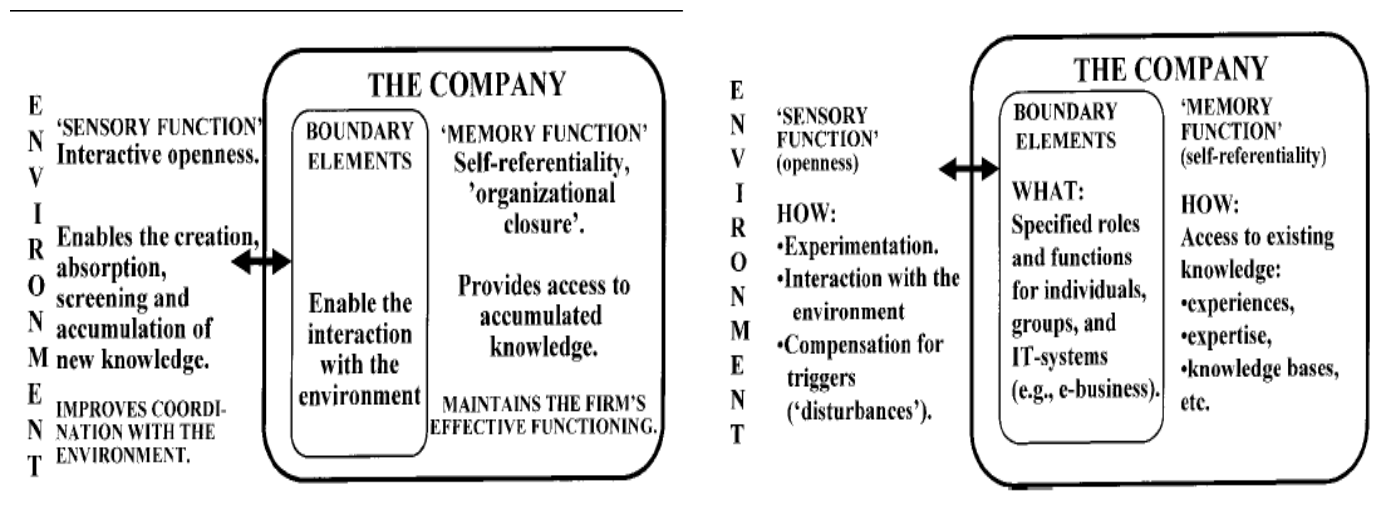 ENVIRONMENT
'SENSORY FUNCTION'
Interactive openness.
Enables the creation,
absorption,
screening and
accumulation of
new knowledge.
IMPROVES COORDI-
NATION WITH THE
ENVIRONMENT.
THE COMPANY
BOUNDARY
ELEMENTS
Enable the
interaction
with the
environment
'MEMORY FUNCTION'
Self-referentiality,
'organizational
closure'.
Provides access to
accumulated
knowledge.
MAINTAINS THE FIRM'S
EFFECTIVE FUNCTIONING.
ENVIRONMENT
'SENSORY
FUNCTION'
(openness)
HOW:
•Experimentation.
•Interaction with the
environment
•Compensation for
triggers
('disturbances').
THE COMPANY
BOUNDARY
ELEMENTS
WHAT:
Specified roles
and functions
for individuals,
groups, and
IT-systems
(e.g., e-business).
'MEMORY
FUNCTION'
(self-referentiality)
HOW:
Access to existing
knowledge:
•experiences,
•expertise,
•knowledge bases,
etc.